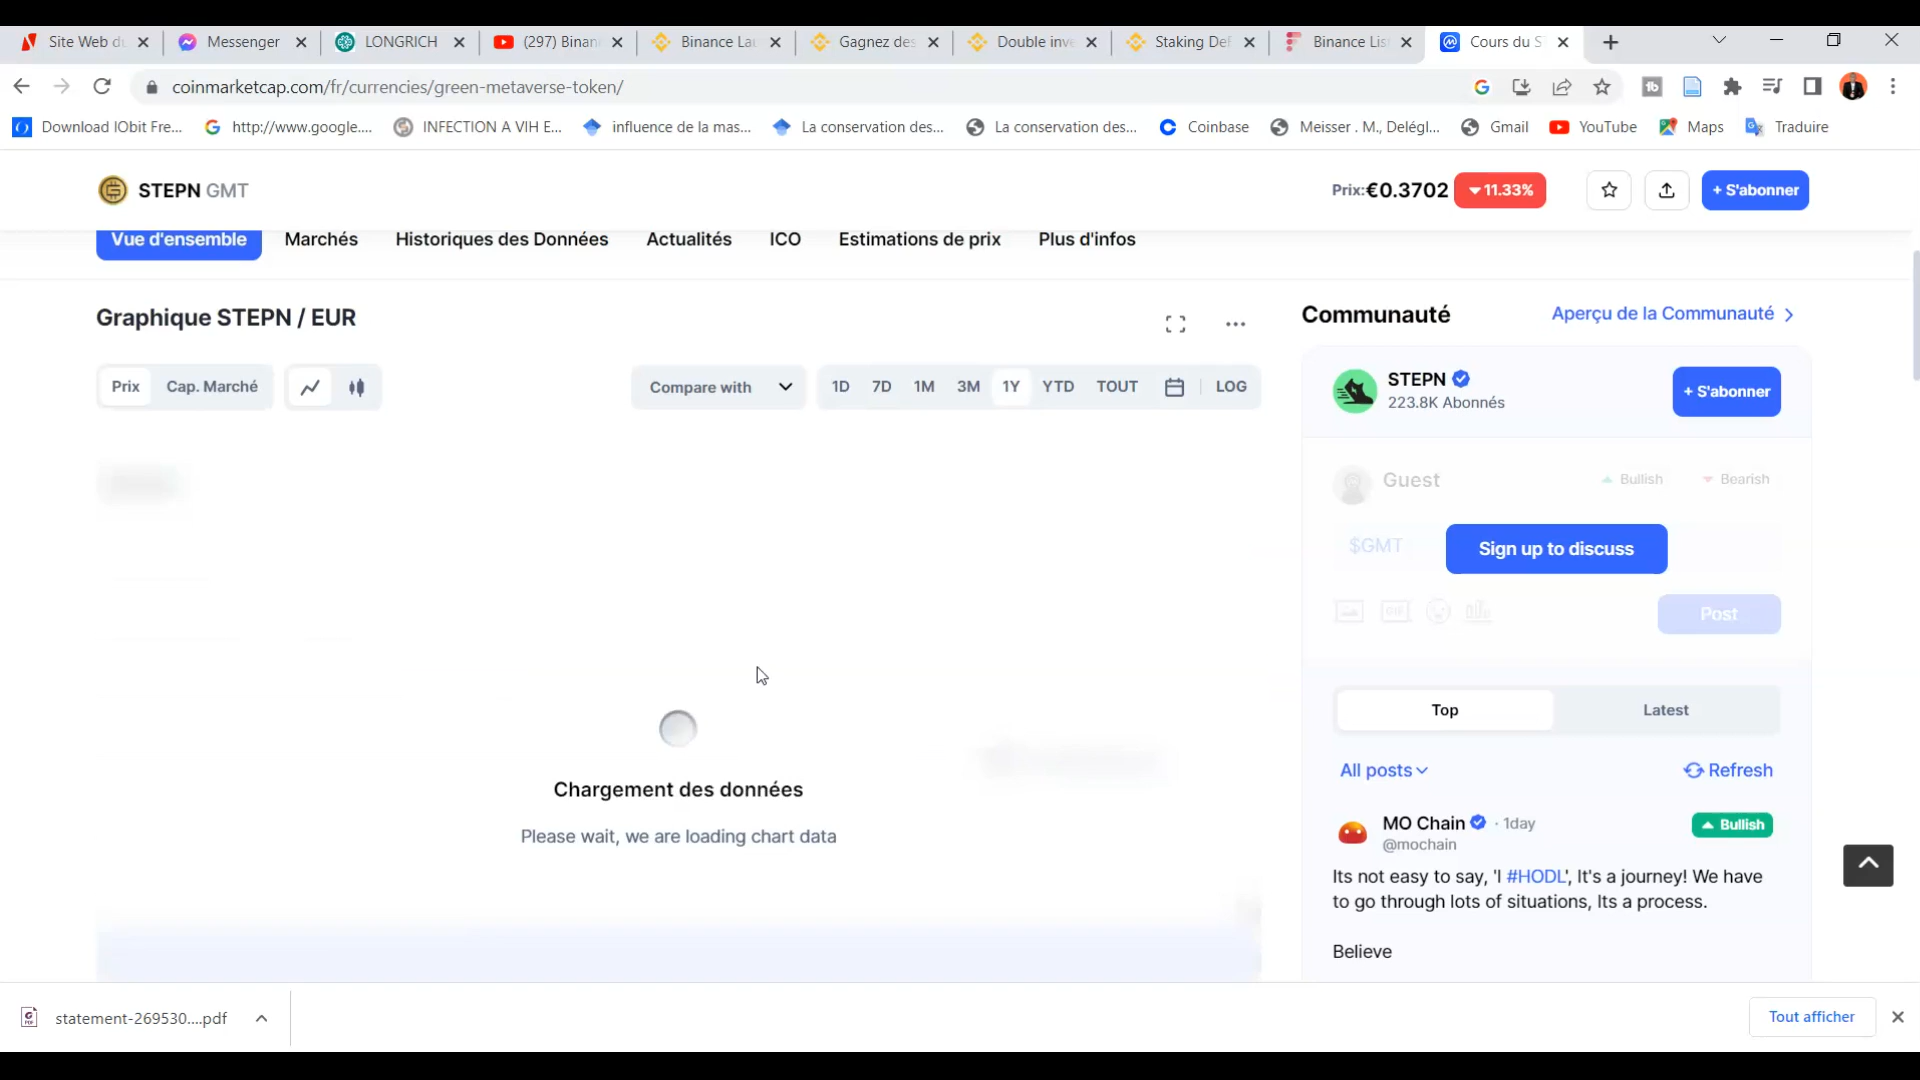 Site Web du
Messenger
LONGRICH
(297) Binan
Binance La
Gagnez des
Double inve
Staking Def
Binance Lis
Cours du S
coinmarketcap.com/fr/currencies/green-metaverse-token/
Download IObit Fre...
http://www.google....
INFECTION A VIH E...
influence de la mas...
La conservation des...
La conservation des...
Coinbase
Meisser . M., Delégl...
Gmail
YouTube
Maps
Traduire
STEPN GMT
Prix:€0.3702
11.33%
+ S'abonner
Vue d'ensemble
Marchés
Historiques des Données
Actualités
ICO
Estimations de prix
Plus d'infos
Graphique STEPN / EUR
Prix
Cap. Marché
Compare with
1D
7D
1M
3M
1Y
YTD
TOUT
LOG
Chargement des données
Please wait, we are loading chart data
Communauté
Aperçu de la Communauté
STEPN
223.8K Abonnés
+ S'abonner
Guest
Bullish
Bearish
$GMT
Sign up to discuss
GIF
Post
Top
Latest
All posts
Refresh
MO Chain · 1day
@mochain
Bullish
Its not easy to say, 'I #HODL', It's a journey! We have
to go through lots of situations, Its a process.
Believe
statement-269530....pdf
Tout afficher